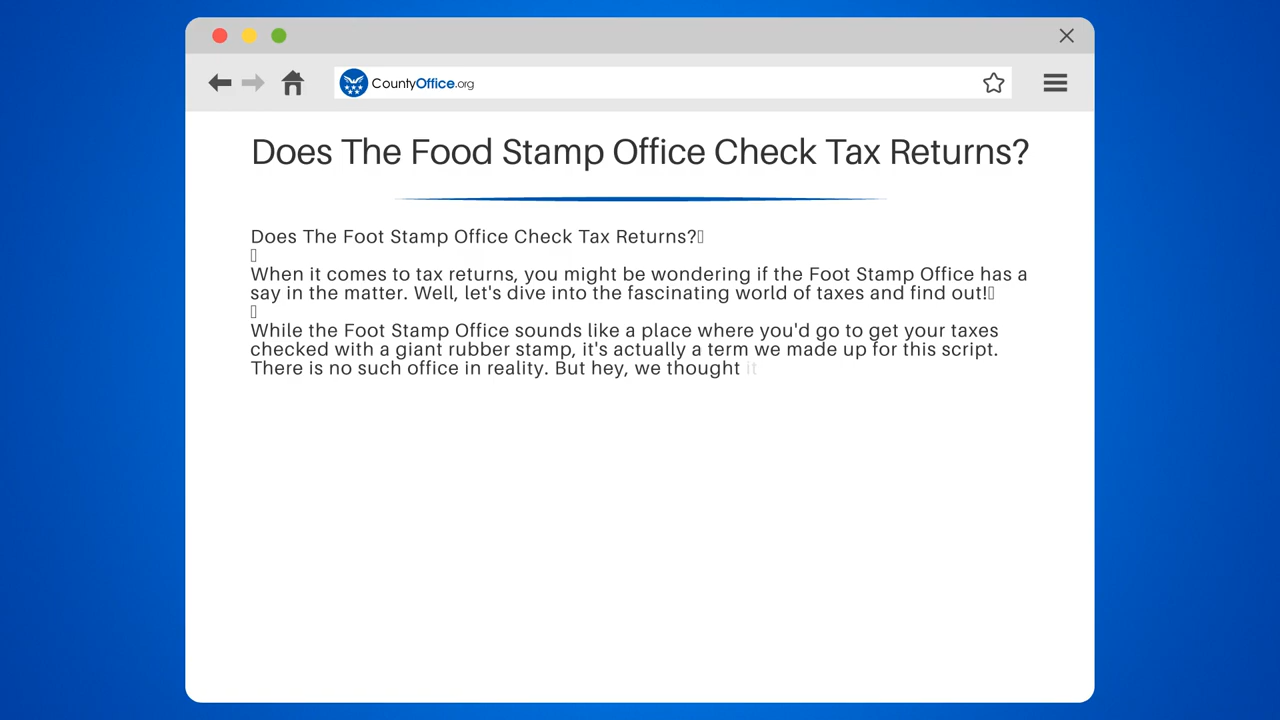 CountyOffice.org
Does The Food Stamp Office Check Tax Returns?
Does The Foot Stamp Office Check Tax Returns?
When it comes to tax returns, you might be wondering if the Foot Stamp Office has a
say in the matter. Well, let's dive into the fascinating world of taxes and find out!
While the Foot Stamp Office sounds like a place where you'd go to get your taxes
checked with a giant rubber stamp, it's actually a term we made up for this script.
There is no such office in reality. But hey, we thought it